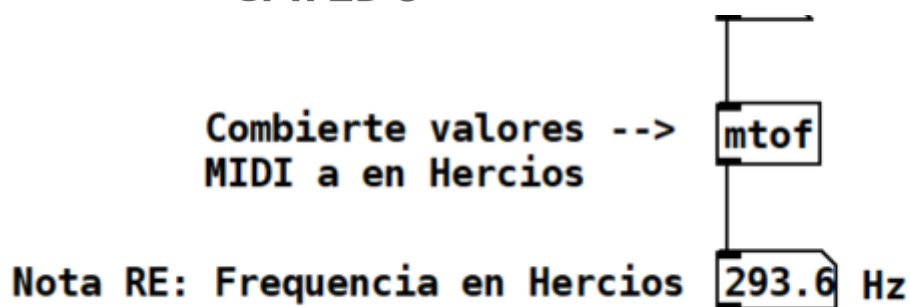 Combierte valores --> mtof
MIDI a en Hercios
Nota RE: Frequencia en Hercios 293.6 Hz